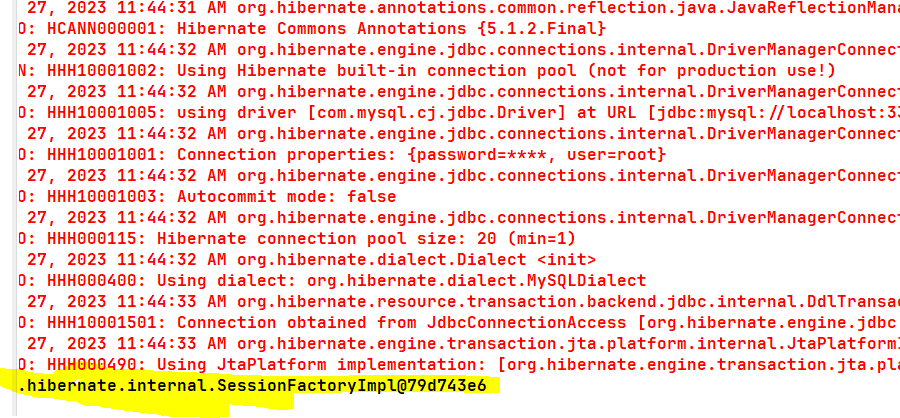 27, 2023 11:44:31 AM org.hibernate.annotations.common.reflection.java.JavaReflectionMana
O: HCANN000001: Hibernate Commons Annotations {5.1.2.Final}
27, 2023 11:44:32 AM org.hibernate.engine.jdbc.connections.internal.DriverManagerConnect
N: HHH10001002: Using Hibernate built-in connection pool (not for production use!)
27, 2023 11:44:32 AM org.hibernate.engine.jdbc.connections.internal.DriverManagerConnect
O: HHH10001005: using driver [com.mysql.cj.jdbc.Driver] at URL [jdbc:mysql://localhost:33
27, 2023 11:44:32 AM org.hibernate.engine.jdbc.connections.internal.DriverManagerConnect
O: HHH10001001: Connection properties: {password=****, user=root}
27, 2023 11:44:32 AM org.hibernate.engine.jdbc.connections.internal.DriverManagerConnect
O: HHH10001003: Autocommit mode: false
27, 2023 11:44:32 AM org.hibernate.engine.jdbc.connections.internal.DriverManagerConnect
O: HHH000115: Hibernate connection pool size: 20 (min=1)
27, 2023 11:44:32 AM org.hibernate.dialect.Dialect <init>
O: HHH000400: Using dialect: org.hibernate.dialect.MySQLDialect
27, 2023 11:44:33 AM org.hibernate.resource.transaction.backend.jdbc.internal.DdlTransac
O: HHH10001501: Connection obtained from JdbcConnectionAccess [org.hibernate.engine.jdbc
27, 2023 11:44:33 AM org.hibernate.engine.transaction.jta.platform.internal.JtaPlatformI
O: HHH000490: Using JtaPlatform implementation: [org.hibernate.engine.transaction.jta.pla
.hibernate.internal.SessionFactoryImpl@79d743e6